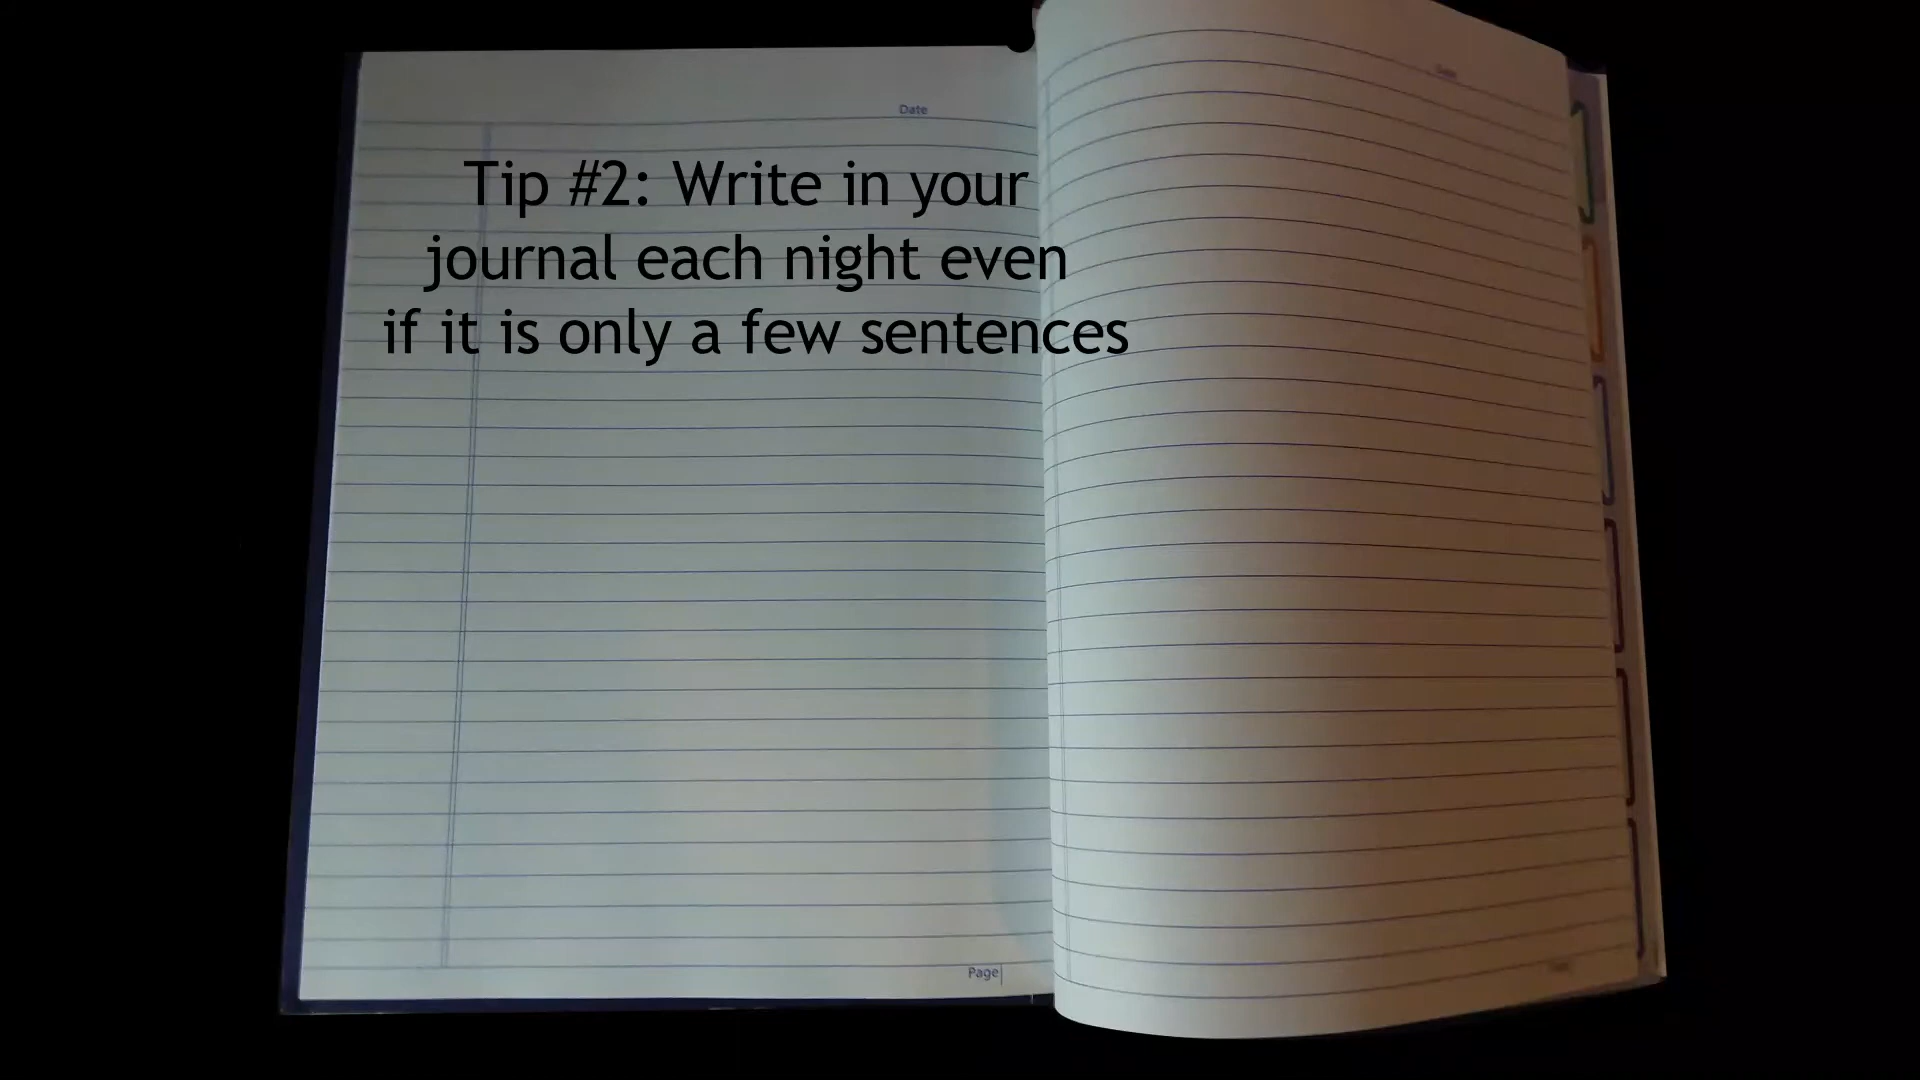 Date
Tip #2: Write in your
journal each night even
if it is only a few sentences
Page